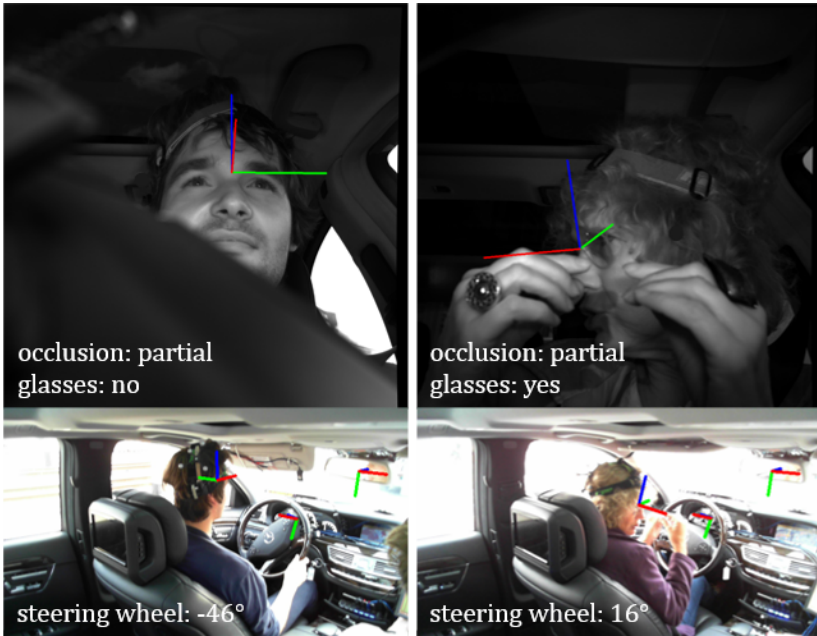 occlusion: partial
glasses: no
occlusion: partial
glasses: yes
steering wheel: -46°
steering wheel: 16°